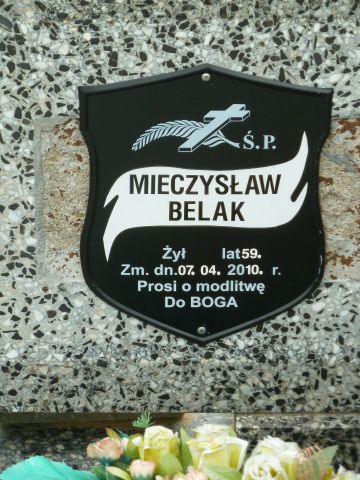 Ś.P.
MIECZYSŁAW
BELAK
Żył lat 59.
Zm. dn. 07. 04. 2010. r.
Prosi o modlitwę
Do BOGA